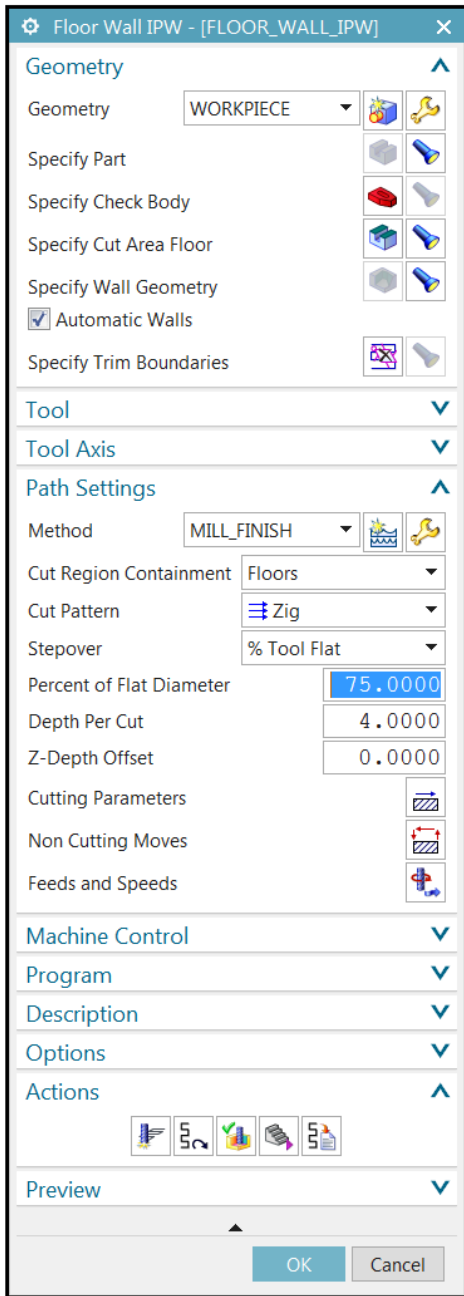 Floor Wall IPW - [FLOOR_WALL_IPW]
Geometry
Geometry WORKPIECE
Specify Part
Specify Check Body
Specify Cut Area Floor
Specify Wall Geometry
Automatic Walls
Specify Trim Boundaries
Tool
Tool Axis
Path Settings
Method MILL_FINISH
Cut Region Containment Floors
Cut Pattern Zig
Stepover % Tool Flat
Percent of Flat Diameter 75.0000
Depth Per Cut 4.0000
Z-Depth Offset 0.0000
Cutting Parameters
Non Cutting Moves
Feeds and Speeds
Machine Control
Program
Description
Options
Actions
Preview
OK Cancel